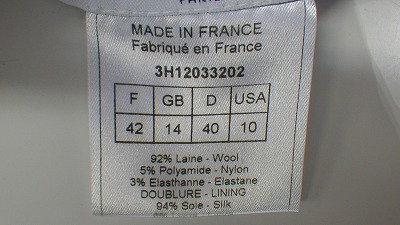 MADE IN FRANCE
Fabriqué en France
3H12033202
F GB D USA
42 14 40 10
92% Laine - Wool
5% Polyamide - Nylon
3% Elasthanne - Elastane
DOUBLURE - LINING
94% Soie - Silk